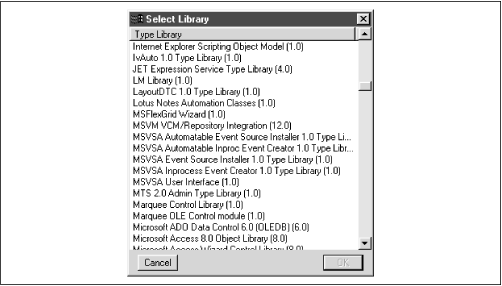 Select Library
Type Library
Internet Explorer Scripting Object Model (1.0)
IvAuto 1.0 Type Library (1.0)
JET Expression Service Type Library (4.0)
LM Library (1.0)
LayoutDTC 1.0 Type Library (1.0)
Lotus Notes Automation Classes (1.0)
MSFlexGrid Wizard (1.0)
MSVM VCM/Repository Integration (12.0)
MSVSA Automatable Event Source Installer 1.0 Type Li...
MSVSA Automatable Inproc Event Creator 1.0 Type Libr...
MSVSA Event Source Installer 1.0 Type Library (1.0)
MSVSA Inprocess Event Creator 1.0 Type Library (1.0)
MSVSA User Interface (1.0)
MTS 2.0 Admin Type Library (1.0)
Marquee Control Library (1.0)
Marquee OLE Control module (1.0)
Microsoft ADO Data Control 6.0 (OLEDB) (6.0)
Microsoft Access 8.0 Object Library (8.0)
Microsoft Access Wizard Control Library (8.0)
Cancel
OK